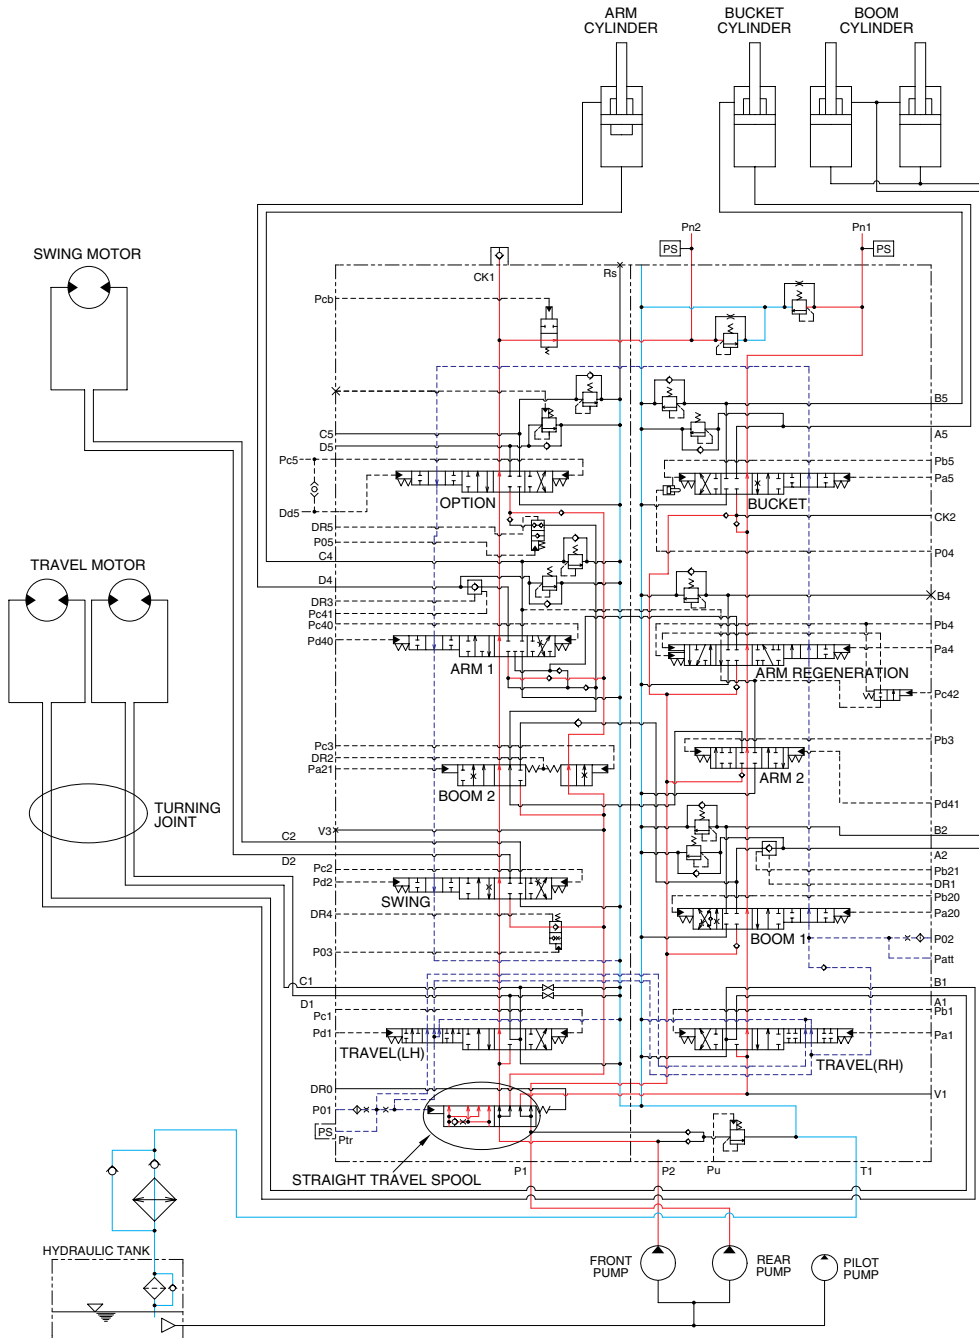 ARM
CYLINDER
BUCKET
CYLINDER
BOOM
CYLINDER
Pn2
Pn1
PS
PS
SWING MOTOR
CK1
Rs
Pcb
B5
C5
D5
A5
Pc5
Pb5
Pa5
OPTION
BUCKET
Dd5
CK2
DR5
P05
C4
P04
TRAVEL MOTOR
D4
DR3
Pc41
Pc40
Pd40
B4
Pb4
ARM 1
Pa4
ARM REGENERATION
Pc42
Pc3
DR2
Pa21
Pb3
BOOM 2
ARM 2
TURNING
JOINT
Pd41
V3
C2
B2
D2
A2
Pc2
Pd2
Pb21
DR1
SWING
Pb20
DR4
Pa20
BOOM 1
P03
P02
Patt
C1
B1
D1
A1
Pc1
Pb1
Pd1
Pa1
TRAVEL(LH)
TRAVEL(RH)
DR0
V1
P01
PS
Ptr
STRAIGHT TRAVEL SPOOL
P1
P2
Pu
T1
HYDRAULIC TANK
FRONT
PUMP
REAR
PUMP
PILOT
PUMP